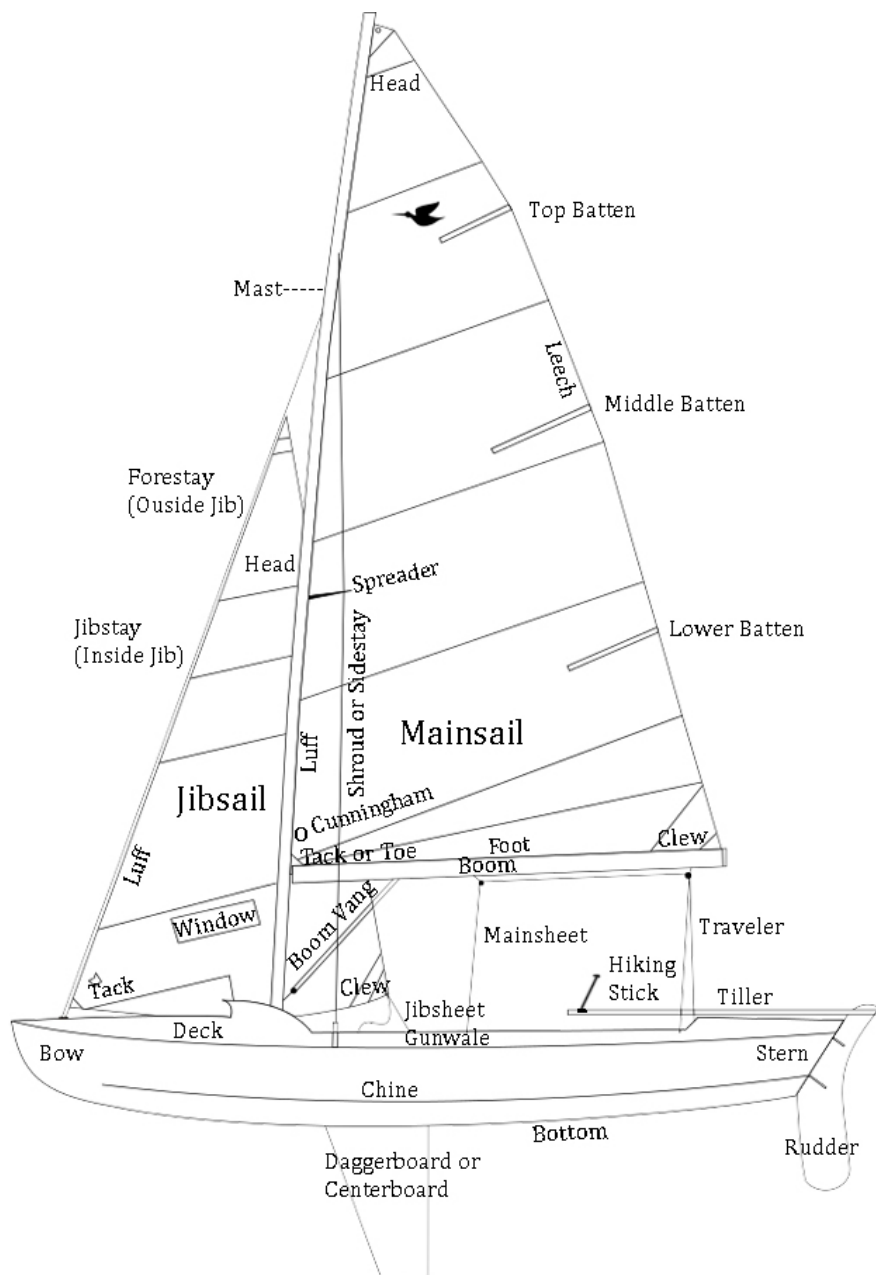 Head
Top Batten
Mast-----
Leech
Middle Batten
Forestay
(Ouside Jib)
Head
Spreader
Jibstay
(Inside Jib)
Shroud or Sidestay
Lower Batten
Luff
Mainsail
Jibsail
O Cunningham
Tack or Toe
Foot
Clew
Boom
Luff
Window
Boom Vang
Mainsheet
Traveler
Hiking
Stick
Tack
Clew
Jibsheet
Tiller
Deck
Gunwale
Bow
Stern
Chine
Bottom
Rudder
Daggerboard or
Centerboard